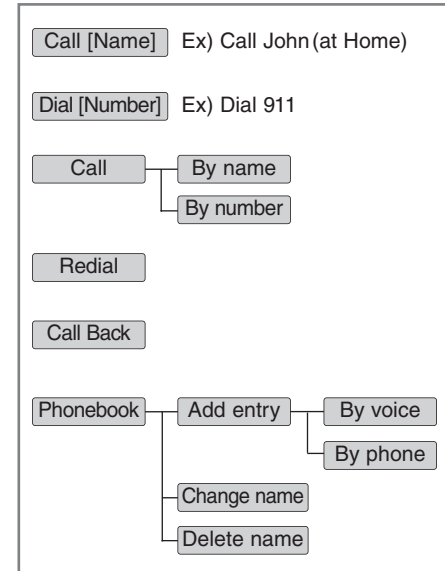 Call [Name] Ex) Call John (at Home)
Dial [Number] Ex) Dial 911
Call By name
By number
Redial
Call Back
Phonebook Add entry By voice
By phone
Change name
Delete name